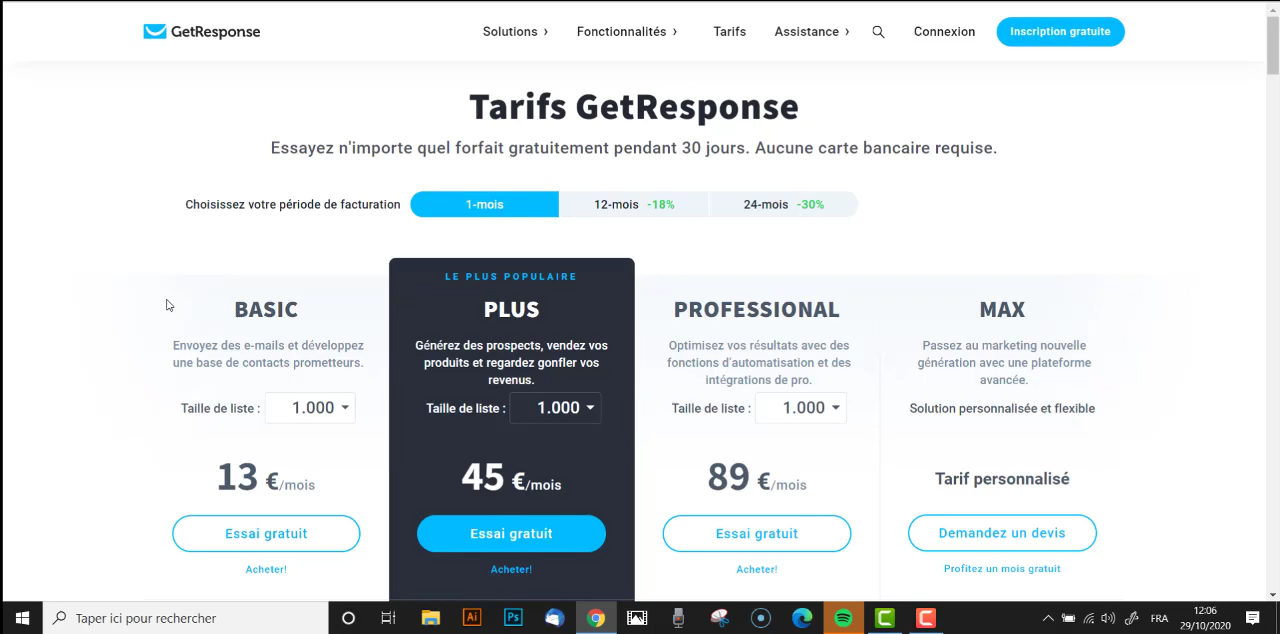 GetResponse
Solutions ›
Fonctionnalités ›
Tarifs
Assistance ›
Connexion
Inscription gratuite
Tarifs GetResponse
Essayez n'importe quel forfait gratuitement pendant 30 jours. Aucune carte bancaire requise.
Choisissez votre période de facturation
1-mois
12-mois -18%
24-mois -30%
BASIC
Envoyez des e-mails et développez
une base de contacts prometteurs.
Taille de liste : 1.000
13 €/mois
Essai gratuit
Acheter!
LE PLUS POPULAIRE
PLUS
Générez des prospects, vendez vos
produits et regardez gonfler vos
revenus.
Taille de liste : 1.000
45 €/mois
Essai gratuit
Acheter!
PROFESSIONAL
Optimisez vos résultats avec des
fonctions d'automatisation et des
intégrations de pro.
Taille de liste : 1.000
89 €/mois
Essai gratuit
Acheter!
MAX
Passez au marketing nouvelle
génération avec une plateforme
avancée.
Solution personnalisée et flexible
Tarif personnalisé
Demandez un devis
Profitez un mois gratuit
Taper ici pour rechercher
Ai
Ps
C
C
FRA
12:06
29/10/2020